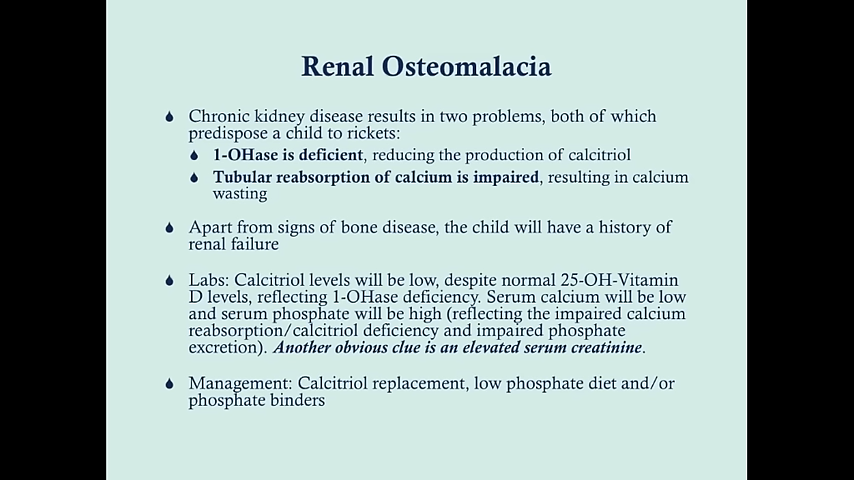 Renal Osteomalacia
Chronic kidney disease results in two problems, both of which
predispose a child to rickets:
1-OHase is deficient, reducing the production of calcitriol
Tubular reabsorption of calcium is impaired, resulting in calcium
wasting
Apart from signs of bone disease, the child will have a history of
renal failure
Labs: Calcitriol levels will be low, despite normal 25-OH-Vitamin
D levels, reflecting 1-OHase deficiency. Serum calcium will be low
and serum phosphate will be high (reflecting the impaired calcium
reabsorption/calcitriol deficiency and impaired phosphate
excretion). Another obvious clue is an elevated serum creatinine.
Management: Calcitriol replacement, low phosphate diet and/or
phosphate binders